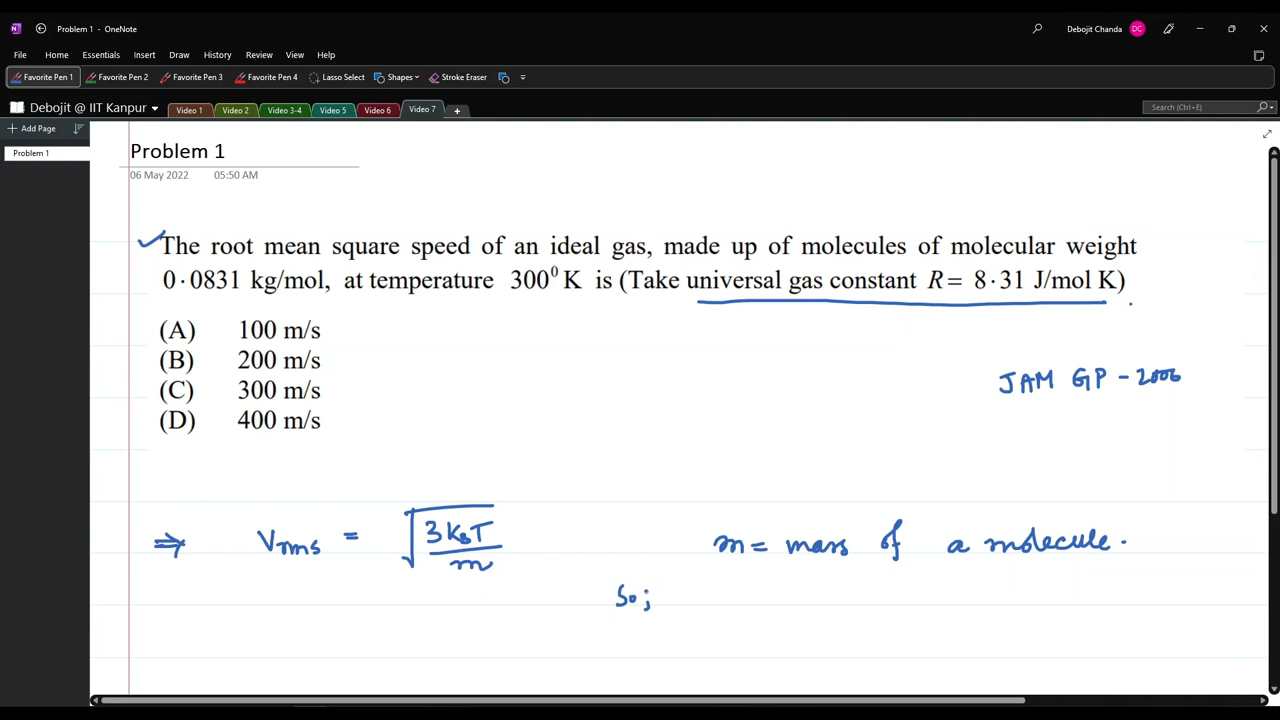 Problem 1 - OneNote
Debojit Chanda DC
File Home Essentials Insert Draw History Review View Help
Favorite Pen 1 Favorite Pen 2 Favorite Pen 3 Favorite Pen 4 Lasso Select Shapes Stroke Eraser
Debojit @ IIT Kanpur Video 1 Video 2 Video 3-4 Video 5 Video 6 Video 7 Search (Ctrl+E)
Add Page
Problem 1
Problem 1
06 May 2022 05:50 AM
The root mean square speed of an ideal gas, made up of molecules of molecular weight
0·0831 kg/mol, at temperature 300⁰ K is (Take universal gas constant R = 8·31 J/mol K)
(A) 100 m/s
(B) 200 m/s
(C) 300 m/s
(D) 400 m/s
JAM GP - 2006
⇒ Vrms = √(3KBT/m) m = mass of a molecule.
So;